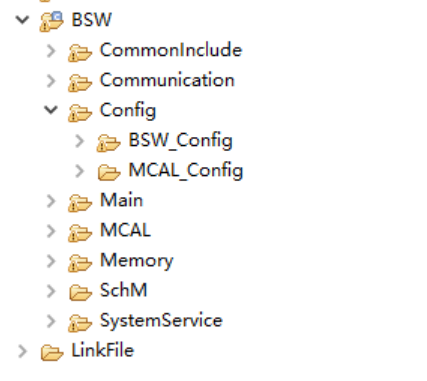 BSW
CommonInclude
Communication
Config
BSW_Config
MCAL_Config
Main
MCAL
Memory
SchM
SystemService
LinkFile